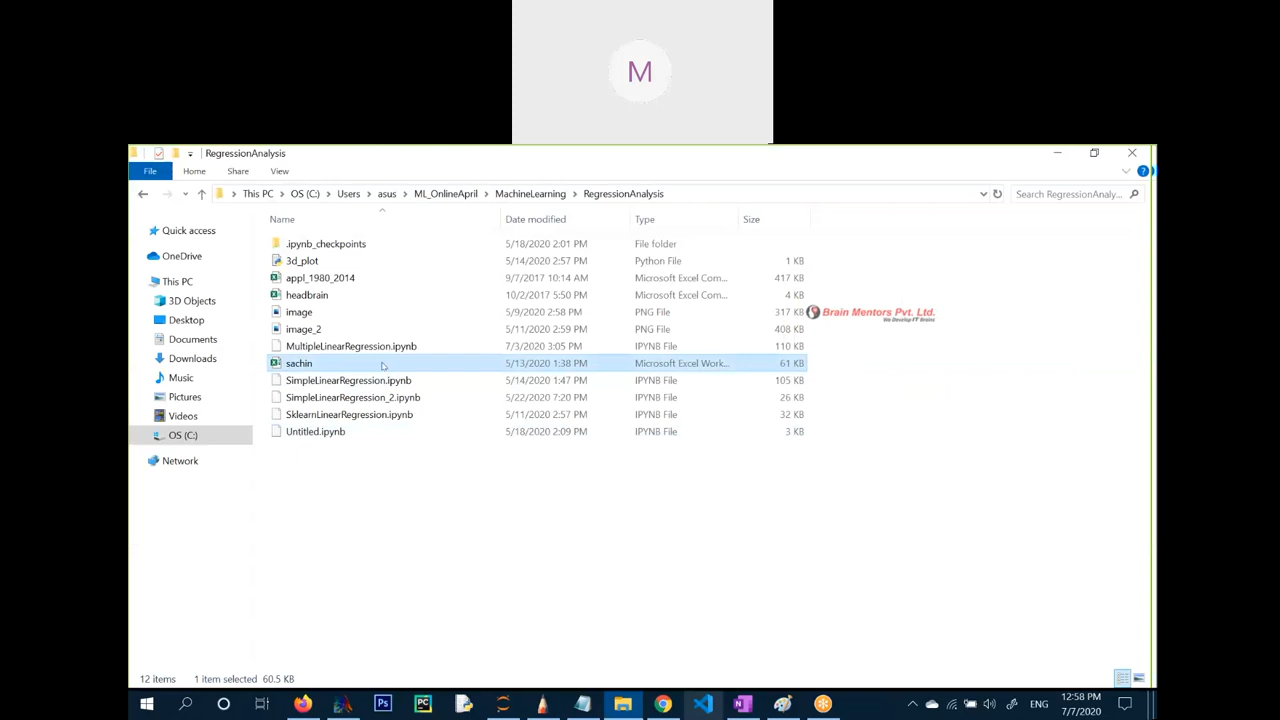 M
RegressionAnalysis
File Home Share View
This PC OS (C:) Users asus ML_OnlineApril MachineLearning RegressionAnalysis Search RegressionAnaly...
Name Date modified Type Size
Quick access
OneDrive
This PC
3D Objects
Desktop
Documents
Downloads
Music
Pictures
Videos
OS (C:)
Network
.ipynb_checkpoints 5/18/2020 2:01 PM File folder
3d_plot 5/14/2020 2:57 PM Python File 1 KB
appl_1980_2014 9/7/2017 10:14 AM Microsoft Excel Com... 417 KB
headbrain 10/2/2017 5:50 PM Microsoft Excel Com... 4 KB
image 5/9/2020 2:58 PM PNG File 317 KB
image_2 5/11/2020 2:59 PM PNG File 408 KB
MultipleLinearRegression.ipynb 7/3/2020 3:05 PM IPYNB File 110 KB
sachin 5/13/2020 1:38 PM Microsoft Excel Work... 61 KB
SimpleLinearRegression.ipynb 5/14/2020 1:47 PM IPYNB File 105 KB
SimpleLinearRegression_2.ipynb 5/22/2020 7:20 PM IPYNB File 26 KB
SklearnLinearRegression.ipynb 5/11/2020 2:57 PM IPYNB File 32 KB
Untitled.ipynb 5/18/2020 2:09 PM IPYNB File 3 KB
Brain Mentors Pvt. Ltd.
We Develop IT Brains
12 items 1 item selected 60.5 KB
Ps PC ENG 12:58 PM
7/7/2020